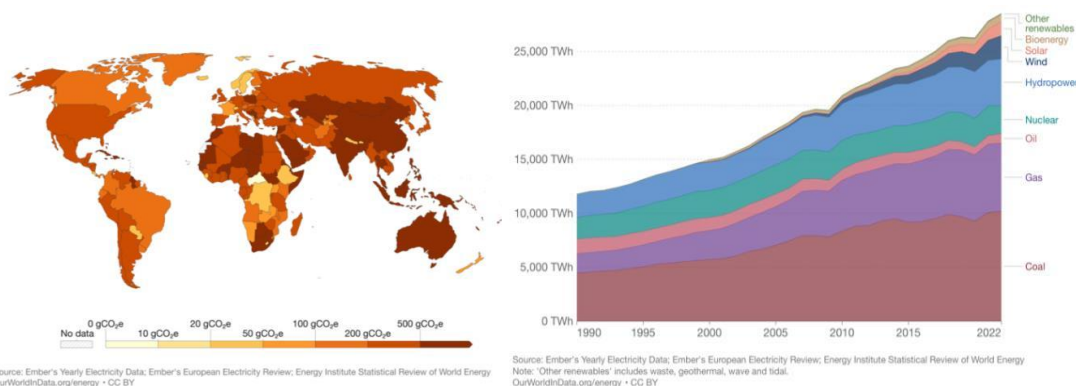 0 gCO₂e
20 gCO₂e
100 gCO₂e
500 gCO₂e
No data
10 gCO₂e
50 gCO₂e
200 gCO₂e
ource: Ember's Yearly Electricity Data; Ember's European Electricity Review; Energy Institute Statistical Review of World Energy
urWorldInData.org/energy • CC BY
25,000 TWh
20,000 TWh
15,000 TWh
10,000 TWh
5,000 TWh
0 TWh
1990
1995
2000
2005
2010
2015
2022
Other
renewables
Bioenergy
Solar
Wind
Hydropower
Nuclear
Oil
Gas
Coal
Source: Ember's Yearly Electricity Data; Ember's European Electricity Review; Energy Institute Statistical Review of World Energy
Note: 'Other renewables' includes waste, geothermal, wave and tidal.
OurWorldInData.org/energy • CC BY